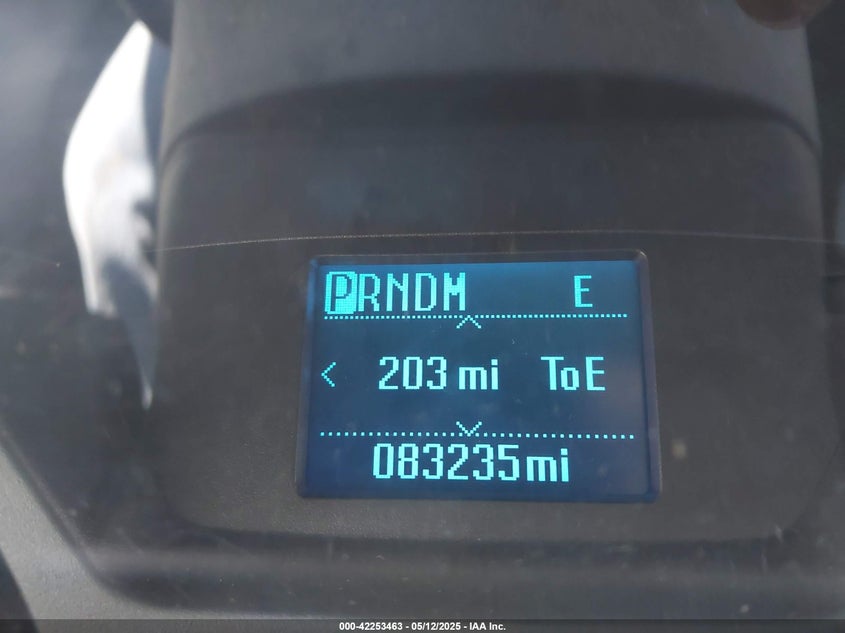 PRNDM E
< 203 mi ToE
083235mi
000-42253463 - 05/12/2025 - IAA Inc.